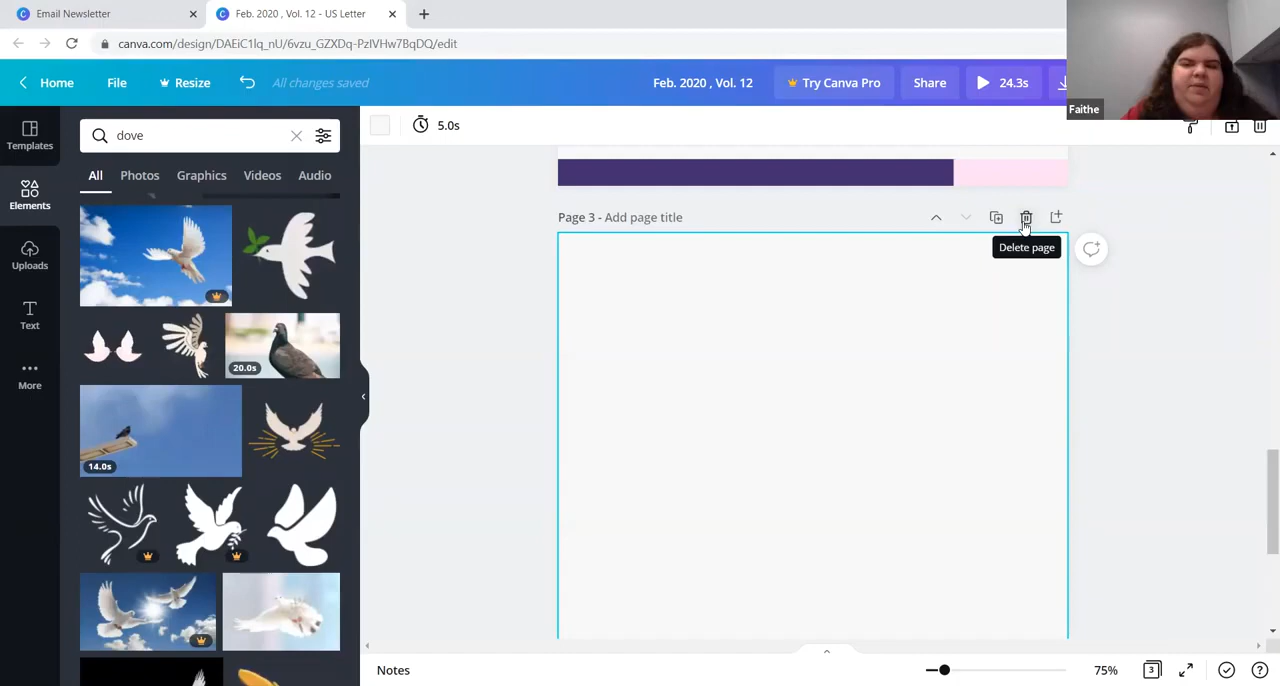 Email Newsletter
Feb. 2020 , Vol. 12 - US Letter
canva.com/design/DAEiC1lq_nU/6vzu_GZXDq-PzIVHw7BqDQ/edit
Home
File
Resize
All changes saved
Feb. 2020 , Vol. 12
Try Canva Pro
Share
24.3s
Faithe
Templates
dove
5.0s
All
Photos
Graphics
Videos
Audio
Elements
Page 3 - Add page title
Delete page
Uploads
Text
20.0s
More
14.0s
Notes
75%
3